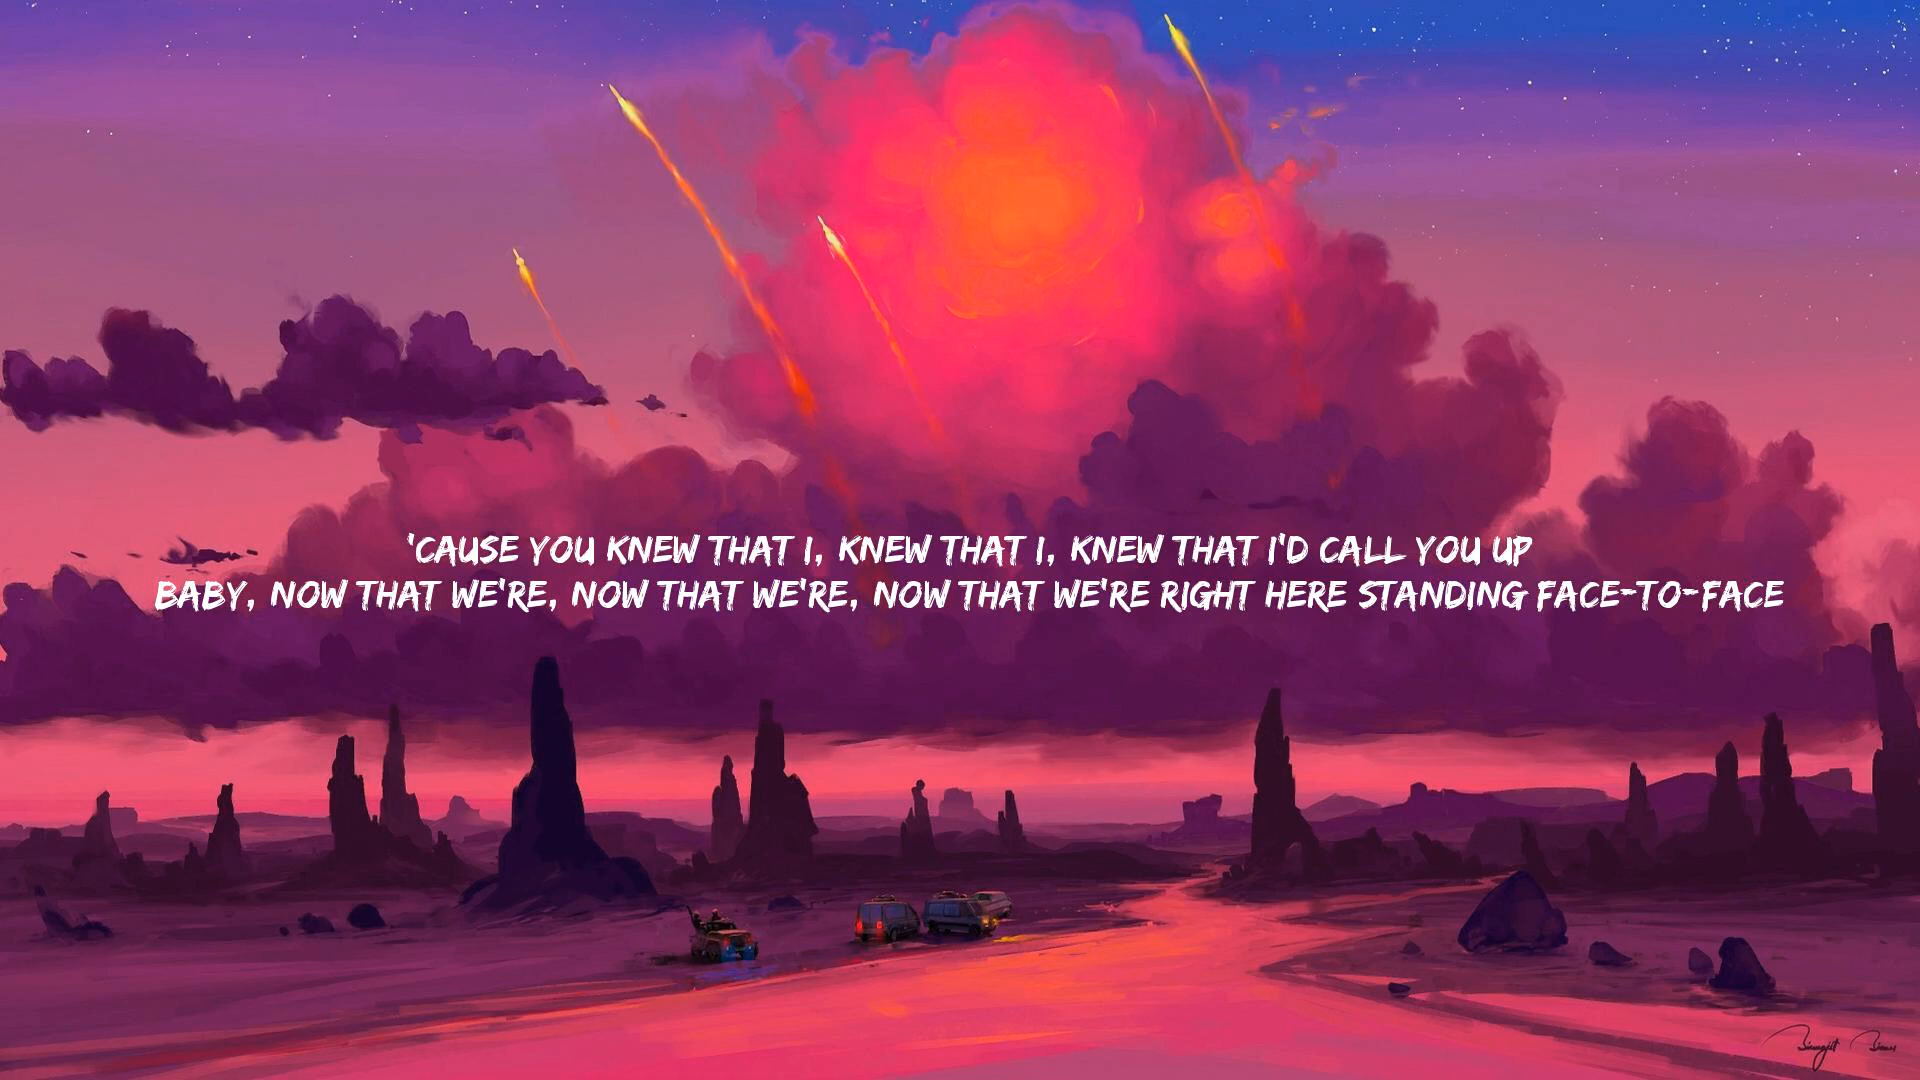 'CAUSE YOU KNEW THAT I, KNEW THAT I, KNEW THAT I'D CALL YOU UP
BABY, NOW THAT WE'RE, NOW THAT WE'RE, NOW THAT WE'RE RIGHT HERE STANDING FACE-TO-FACE